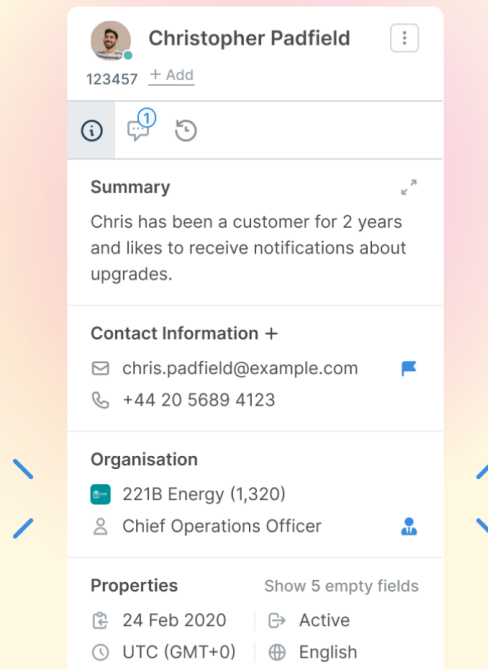 Christopher Padfield
123457 + Add
1
Summary
Chris has been a customer for 2 years
and likes to receive notifications about
upgrades.
Contact Information +
chris.padfield@example.com
+44 20 5689 4123
Organisation
221B Energy (1,320)
Chief Operations Officer
Properties Show 5 empty fields
24 Feb 2020 Active
UTC (GMT+0) English